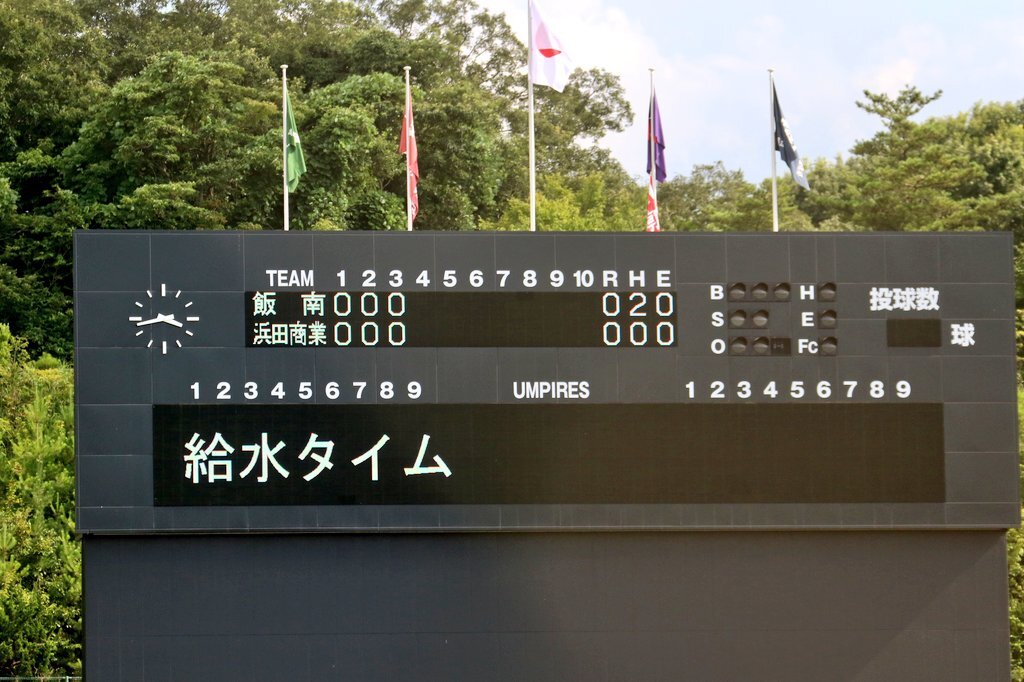 TEAM 1 2 3 4 5 6 7 8 9 10 R H E
飯南 0 0 0 0 2 0
浜田商業 0 0 0 0 0 0
B H 投球数
S E 球
O Fc
1 2 3 4 5 6 7 8 9 UMPIRES 1 2 3 4 5 6 7 8 9
給水タイム